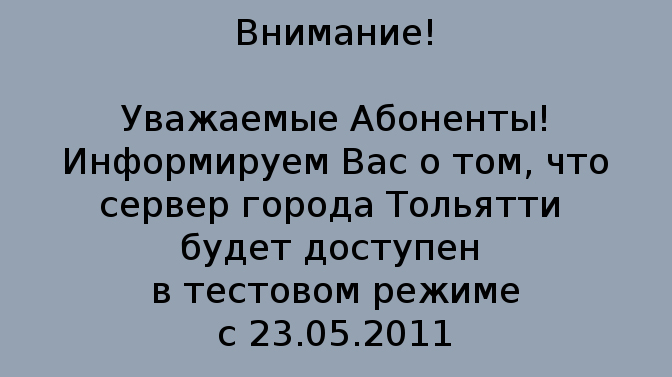 Внимание!
Уважаемые Абоненты!
Информируем Вас о том, что
сервер города Тольятти
будет доступен
в тестовом режиме
с 23.05.2011